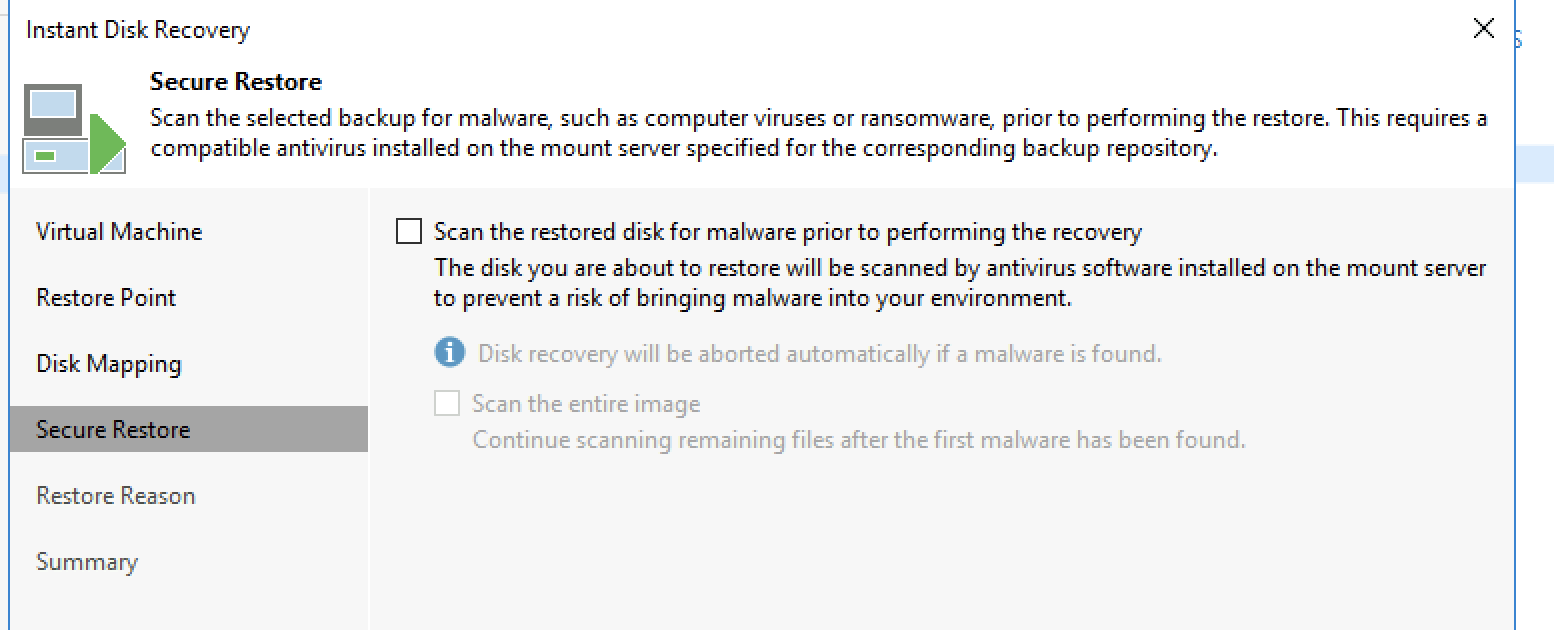 Instant Disk Recovery
Secure Restore
Scan the selected backup for malware, such as computer viruses or ransomware, prior to performing the restore. This requires a
compatible antivirus installed on the mount server specified for the corresponding backup repository.
Virtual Machine
Restore Point
Disk Mapping
Secure Restore
Restore Reason
Summary
Scan the restored disk for malware prior to performing the recovery
The disk you are about to restore will be scanned by antivirus software installed on the mount server
to prevent a risk of bringing malware into your environment.
Disk recovery will be aborted automatically if a malware is found.
Scan the entire image
Continue scanning remaining files after the first malware has been found.